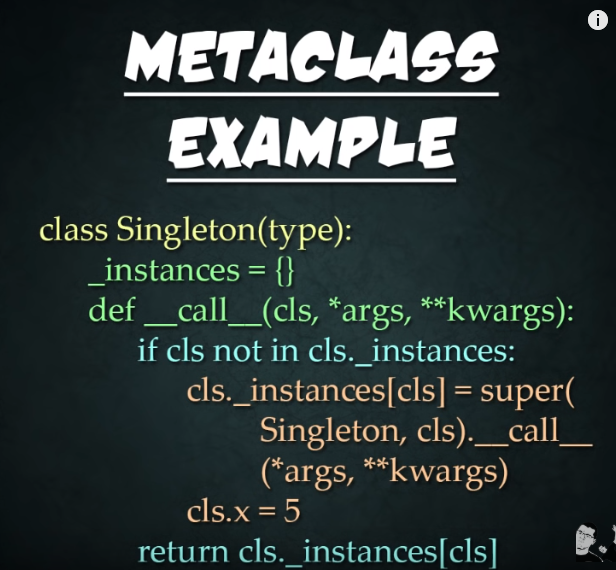 METACLASS
EXAMPLE
class Singleton(type):
_instances = {}
def __call__(cls, *args, **kwargs):
if cls not in cls._instances:
cls._instances[cls] = super(
Singleton, cls).__call__
(*args, **kwargs)
cls.x = 5
return cls._instances[cls]